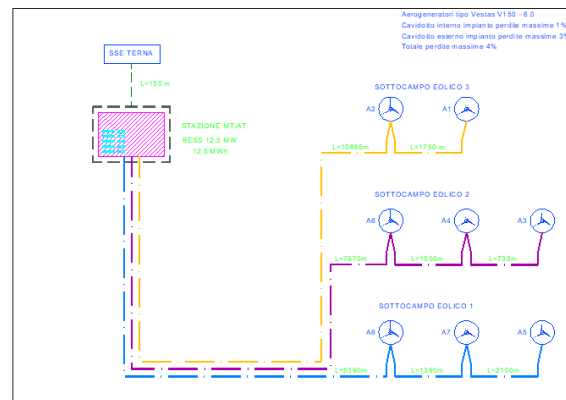 Aerogeneratori tipo Vestas V150 - 6.0
Cavidotto interno impianto perdite massime 1%
Cavidotto esterno impianto perdite massime 3%
Totale perdite massime 4%
SSE TERNA
L=150 m
STAZIONE MT/AT
BESS 12.5 MW
12.5 MWh
SOTTOCAMPO EOLICO 3
A2
A1
L=10685m
L=1760 m
SOTTOCAMPO EOLICO 2
A6
A4
A3
L=7570m
L=1500m
L=735m
SOTTOCAMPO EOLICO 1
A8
A7
A5
L=5390m
L=1390m
L=2100m